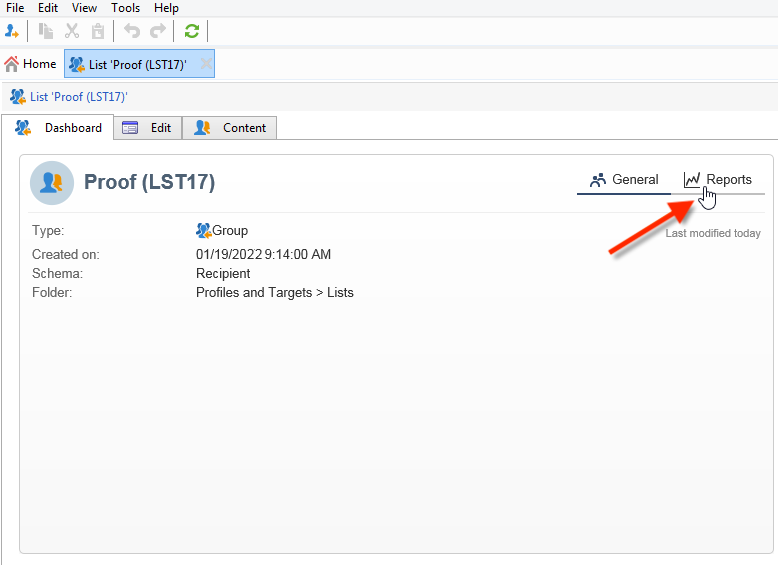 File Edit View Tools Help
Home List 'Proof (LST17)'
List 'Proof (LST17)'
Dashboard Edit Content
Proof (LST17) General Reports
Last modified today
Type: Group
Created on: 01/19/2022 9:14:00 AM
Schema: Recipient
Folder: Profiles and Targets > Lists